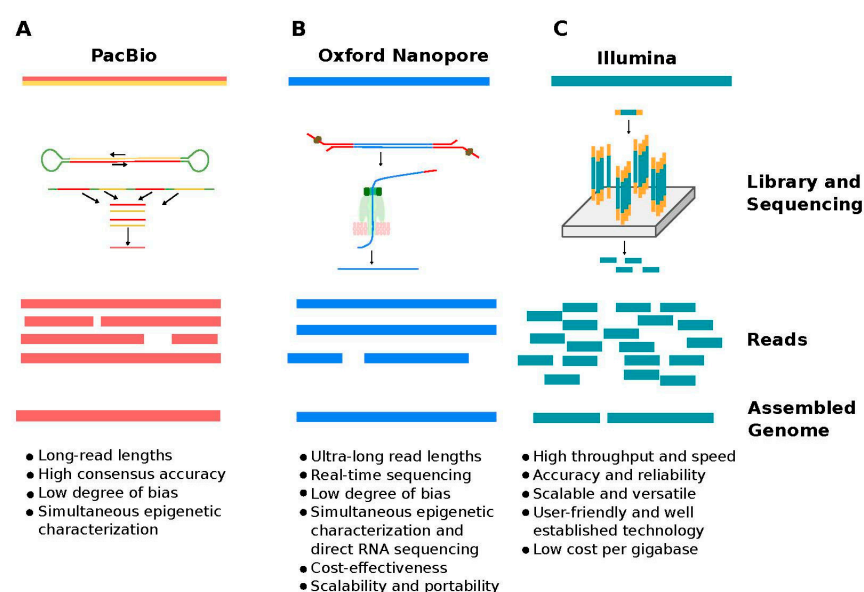 A
PacBio
B
Oxford Nanopore
C
Illumina
Library and
Sequencing
Reads
Assembled
Genome
● Long-read lengths
● High consensus accuracy
● Low degree of bias
● Simultaneous epigenetic
characterization
● Ultra-long read lengths
● Real-time sequencing
● Low degree of bias
● Simultaneous epigenetic
characterization and
direct RNA sequencing
● Cost-effectiveness
● Scalability and portability
● High throughput and speed
● Accuracy and reliability
● Scalable and versatile
● User-friendly and well
established technology
● Low cost per gigabase